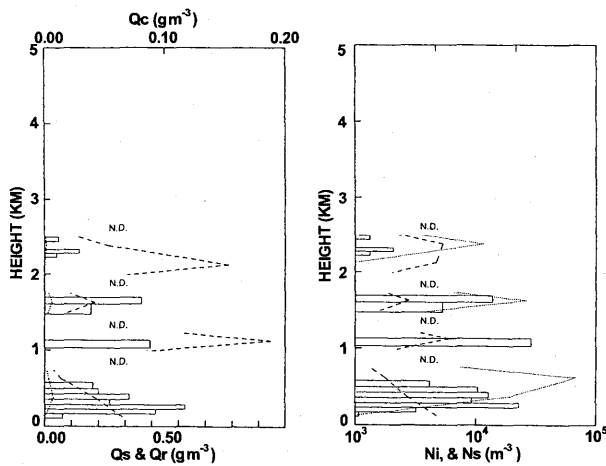 Qc (gm⁻³)
0.00 0.10 0.20
5
4
3
2
1
0
HEIGHT (KM)
N.D.
N.D.
N.D.
N.D.
0.00 0.50
Qs & Qr (gm⁻³)
5
4
3
2
1
0
HEIGHT (KM)
N.D.
N.D.
N.D.
N.D.
10³ 10⁴ 10⁵
Ni, & Ns (m⁻³)